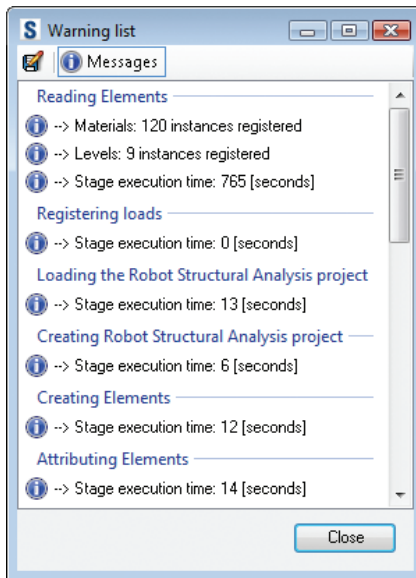 S Warning list
Messages
Reading Elements
--> Materials: 120 instances registered
--> Levels: 9 instances registered
--> Stage execution time: 765 [seconds]
Registering loads
--> Stage execution time: 0 [seconds]
Loading the Robot Structural Analysis project
--> Stage execution time: 13 [seconds]
Creating Robot Structural Analysis project
--> Stage execution time: 6 [seconds]
Creating Elements
--> Stage execution time: 12 [seconds]
Attributing Elements
--> Stage execution time: 14 [seconds]
Close